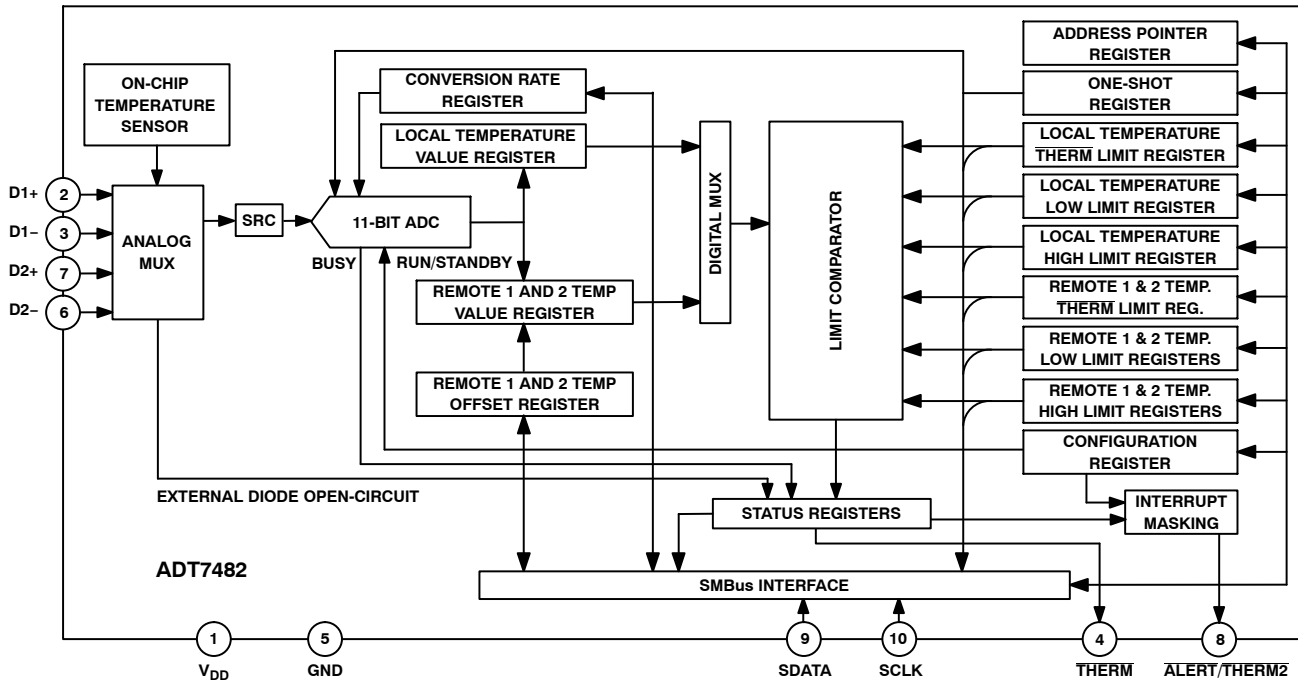 ADDRESS POINTER
REGISTER
ON-CHIP
TEMPERATURE
SENSOR
CONVERSION RATE
REGISTER
ONE-SHOT
REGISTER
LOCAL TEMPERATURE
VALUE REGISTER
LOCAL TEMPERATURE
THERM LIMIT REGISTER
D1+
2
D1−
3
D2+
7
D2−
6
ANALOG
MUX
SRC
11-BIT ADC
BUSY
RUN/STANDBY
DIGITAL MUX
LIMIT COMPARATOR
LOCAL TEMPERATURE
LOW LIMIT REGISTER
LOCAL TEMPERATURE
HIGH LIMIT REGISTER
REMOTE 1 AND 2 TEMP
VALUE REGISTER
REMOTE 1 & 2 TEMP.
THERM LIMIT REG.
REMOTE 1 & 2 TEMP.
LOW LIMIT REGISTERS
REMOTE 1 AND 2 TEMP
OFFSET REGISTER
REMOTE 1 & 2 TEMP.
HIGH LIMIT REGISTERS
CONFIGURATION
REGISTER
EXTERNAL DIODE OPEN-CIRCUIT
STATUS REGISTERS
INTERRUPT
MASKING
ADT7482
SMBus INTERFACE
1
5
9
10
4
8
VDD
GND
SDATA
SCLK
THERM
ALERT/THERM2